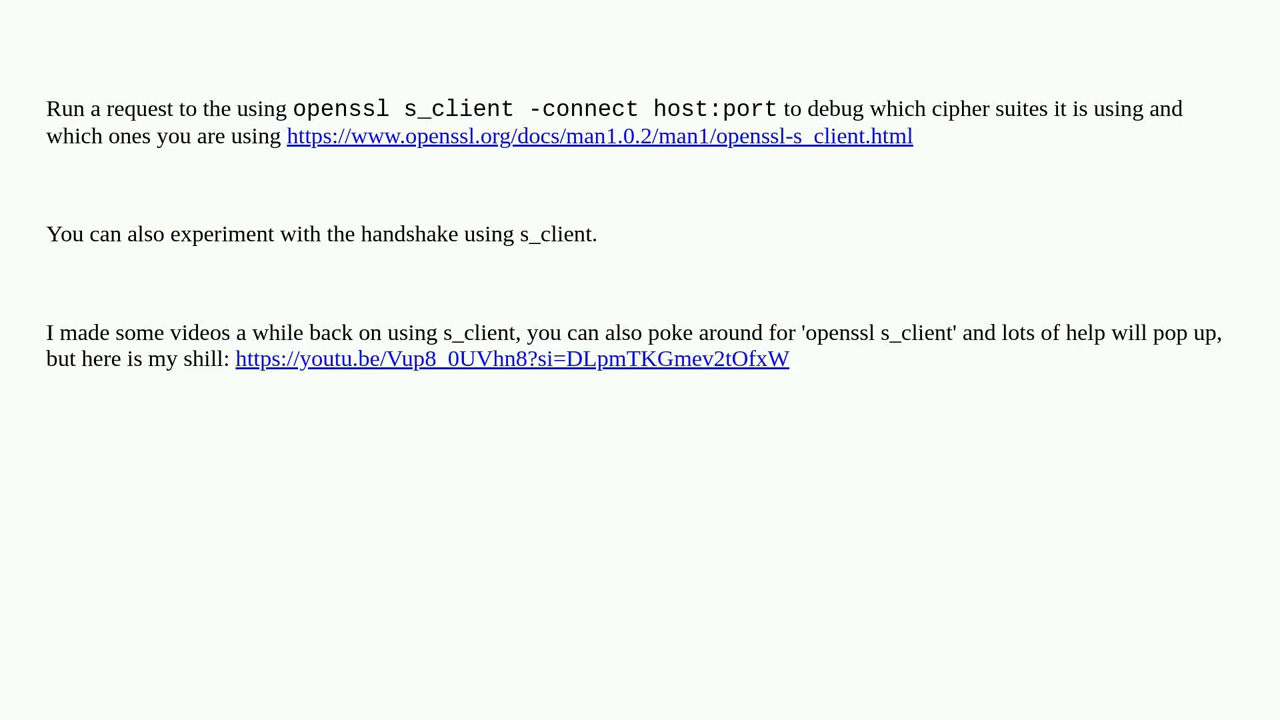 Run a request to the using openssl s_client -connect host:port to debug which cipher suites it is using and
which ones you are using https://www.openssl.org/docs/man1.0.2/man1/openssl-s_client.html
You can also experiment with the handshake using s_client.
I made some videos a while back on using s_client, you can also poke around for 'openssl s_client' and lots of help will pop up,
but here is my shill: https://youtu.be/Vup8_0UVhn8?si=DLpmTKGmev2tOfxW